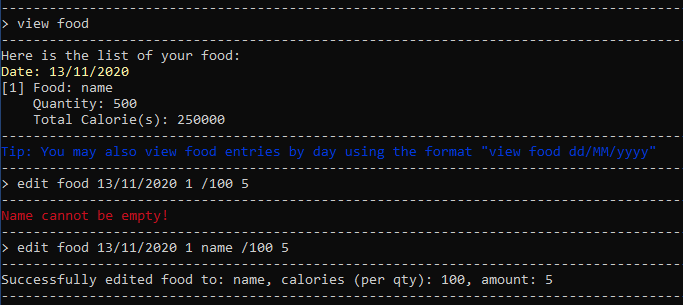 > view food
Here is the list of your food:
Date: 13/11/2020
[1] Food: name
Quantity: 500
Total Calorie(s): 250000
Tip: You may also view food entries by day using the format "view food dd/MM/yyyy"
> edit food 13/11/2020 1 /100 5
Name cannot be empty!
> edit food 13/11/2020 1 name /100 5
Successfully edited food to: name, calories (per qty): 100, amount: 5